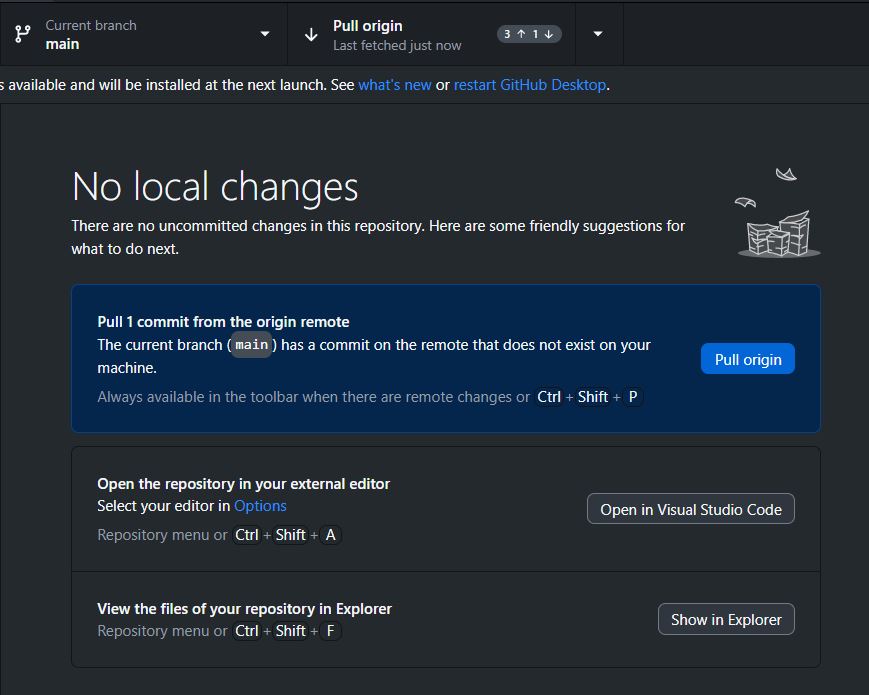 Current branch
main
Pull origin
Last fetched just now
3 ↑ 1 ↓
s available and will be installed at the next launch. See what's new or restart GitHub Desktop.
No local changes
There are no uncommitted changes in this repository. Here are some friendly suggestions for
what to do next.
Pull 1 commit from the origin remote
The current branch (main) has a commit on the remote that does not exist on your
machine.
Always available in the toolbar when there are remote changes or Ctrl + Shift + P
Pull origin
Open the repository in your external editor
Select your editor in Options
Repository menu or Ctrl + Shift + A
Open in Visual Studio Code
View the files of your repository in Explorer
Repository menu or Ctrl + Shift + F
Show in Explorer